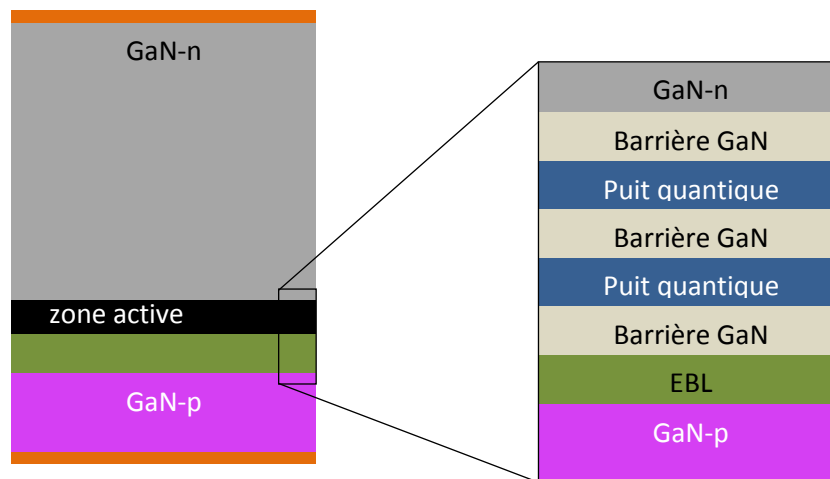 GaN-n
zone active
GaN-p
GaN-n
Barrière GaN
Puit quantique
Barrière GaN
Puit quantique
Barrière GaN
EBL
GaN-p